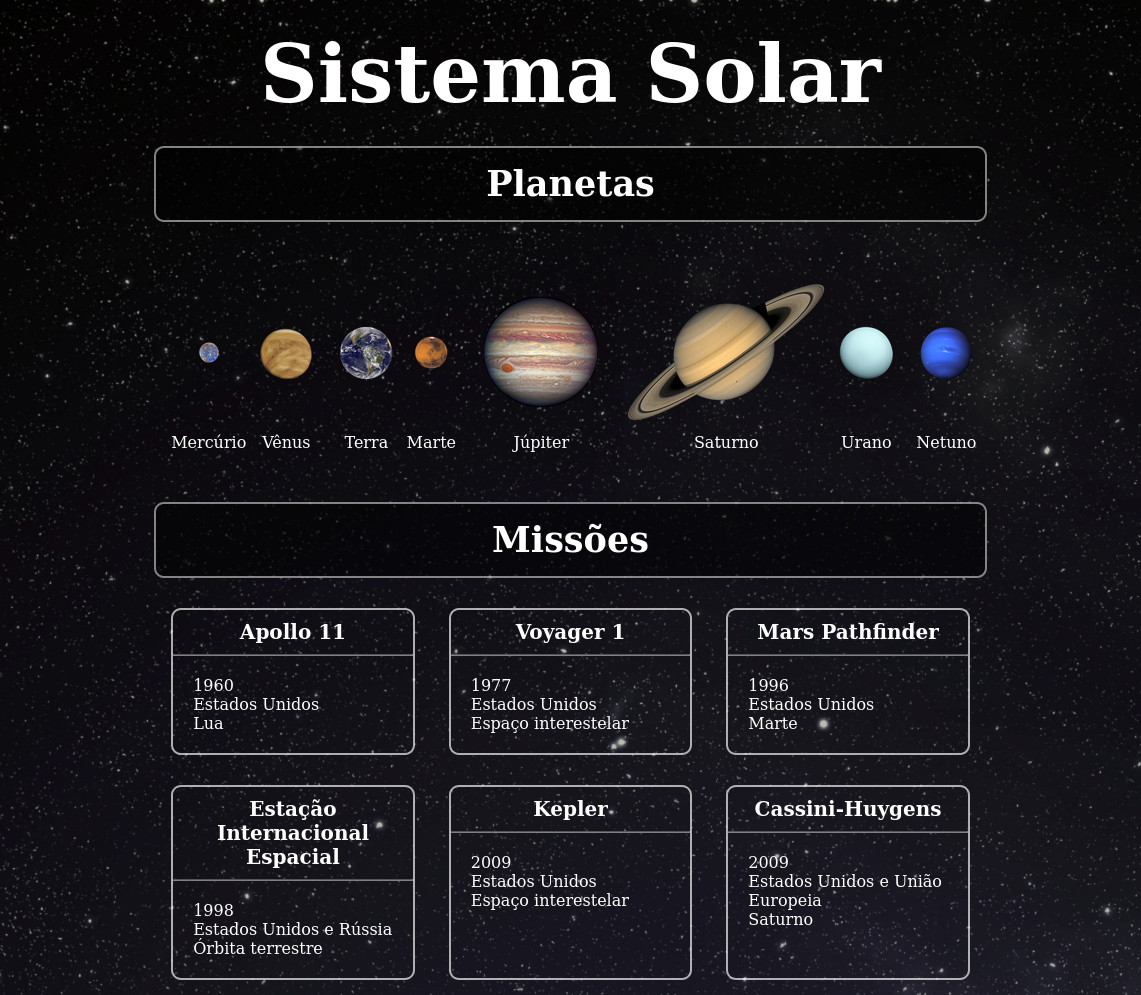 Sistema Solar
Planetas
Mercúrio Vênus Terra Marte Júpiter Saturno Urano Netuno
Missões
Apollo 11
1960
Estados Unidos
Lua
Voyager 1
1977
Estados Unidos
Espaço interestelar
Mars Pathfinder
1996
Estados Unidos
Marte
Estação
Internacional
Espacial
1998
Estados Unidos e Rússia
Órbita terrestre
Kepler
2009
Estados Unidos
Espaço interestelar
Cassini-Huygens
2009
Estados Unidos e União
Europeia
Saturno